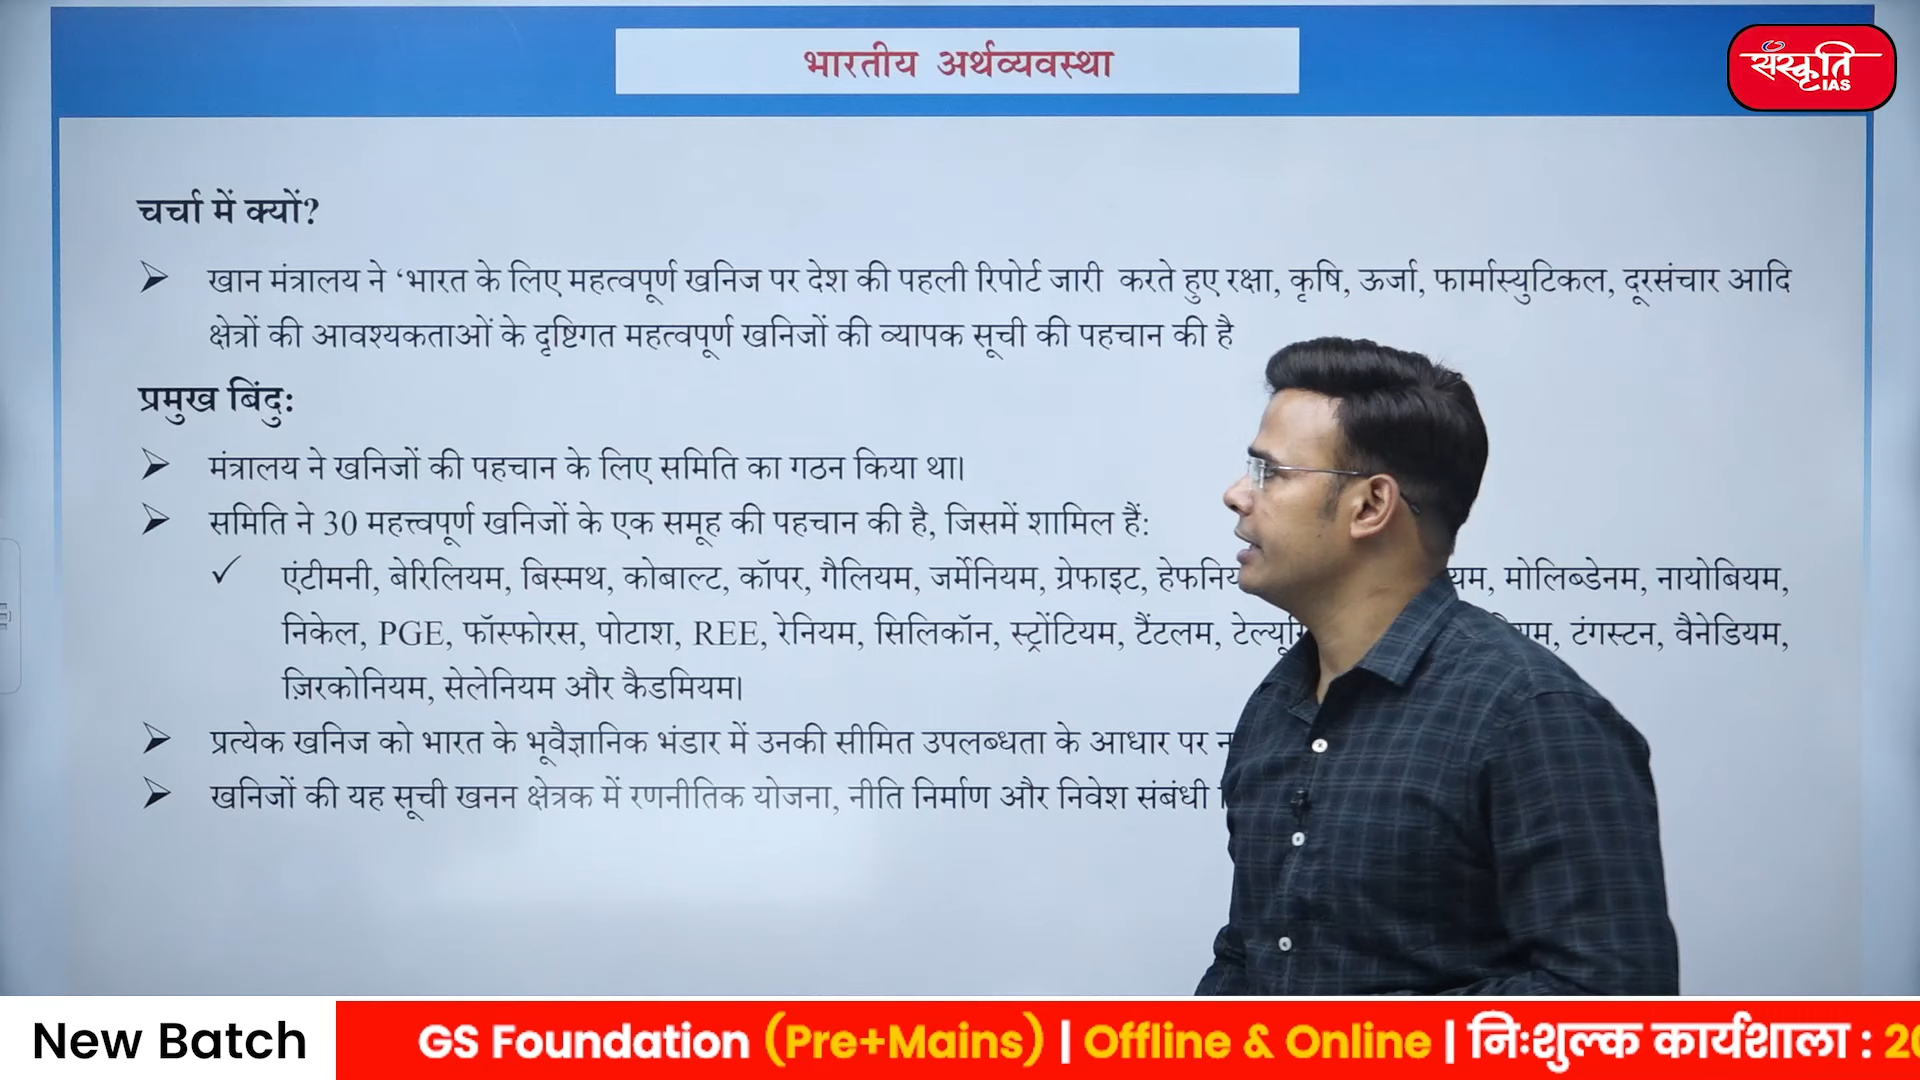 भारतीय अर्थव्यवस्था
संस्कृति
IAS
चर्चा में क्यों?
➢ खान मंत्रालय ने ‘भारत के लिए महत्वपूर्ण खनिज पर देश की पहली रिपोर्ट जारी करते हुए रक्षा, कृषि, ऊर्जा, फार्मास्युटिकल, दूरसंचार आदि
क्षेत्रों की आवश्यकताओं के दृष्टिगत महत्वपूर्ण खनिजों की व्यापक सूची की पहचान की है
प्रमुख बिंदु:
➢ मंत्रालय ने खनिजों की पहचान के लिए समिति का गठन किया था।
➢ समिति ने 30 महत्त्वपूर्ण खनिजों के एक समूह की पहचान की है, जिसमें शामिल हैं:
✓ एंटीमनी, बेरिलियम, बिस्मथ, कोबाल्ट, कॉपर, गैलियम, जर्मेनियम, ग्रेफाइट, मोलिब्डेनम, नायोबियम,
निकेल, PGE, फॉस्फोरस, पोटाश, REE, रेनियम, सिलिकॉन, स्ट्रोंटियम, टैंटलम, टंगस्टन, वैनेडियम,
ज़िरकोनियम, सेलेनियम और कैडमियम।
➢ प्रत्येक खनिज को भारत के भूवैज्ञानिक भंडार में उनकी सीमित उपलब्धता के आधार पर
➢ खनिजों की यह सूची खनन क्षेत्रक में रणनीतिक योजना, नीति निर्माण और निवेश संबंधी
New Batch
GS Foundation (Pre+Mains) | Offline & Online | निःशुल्क कार्यशाला :